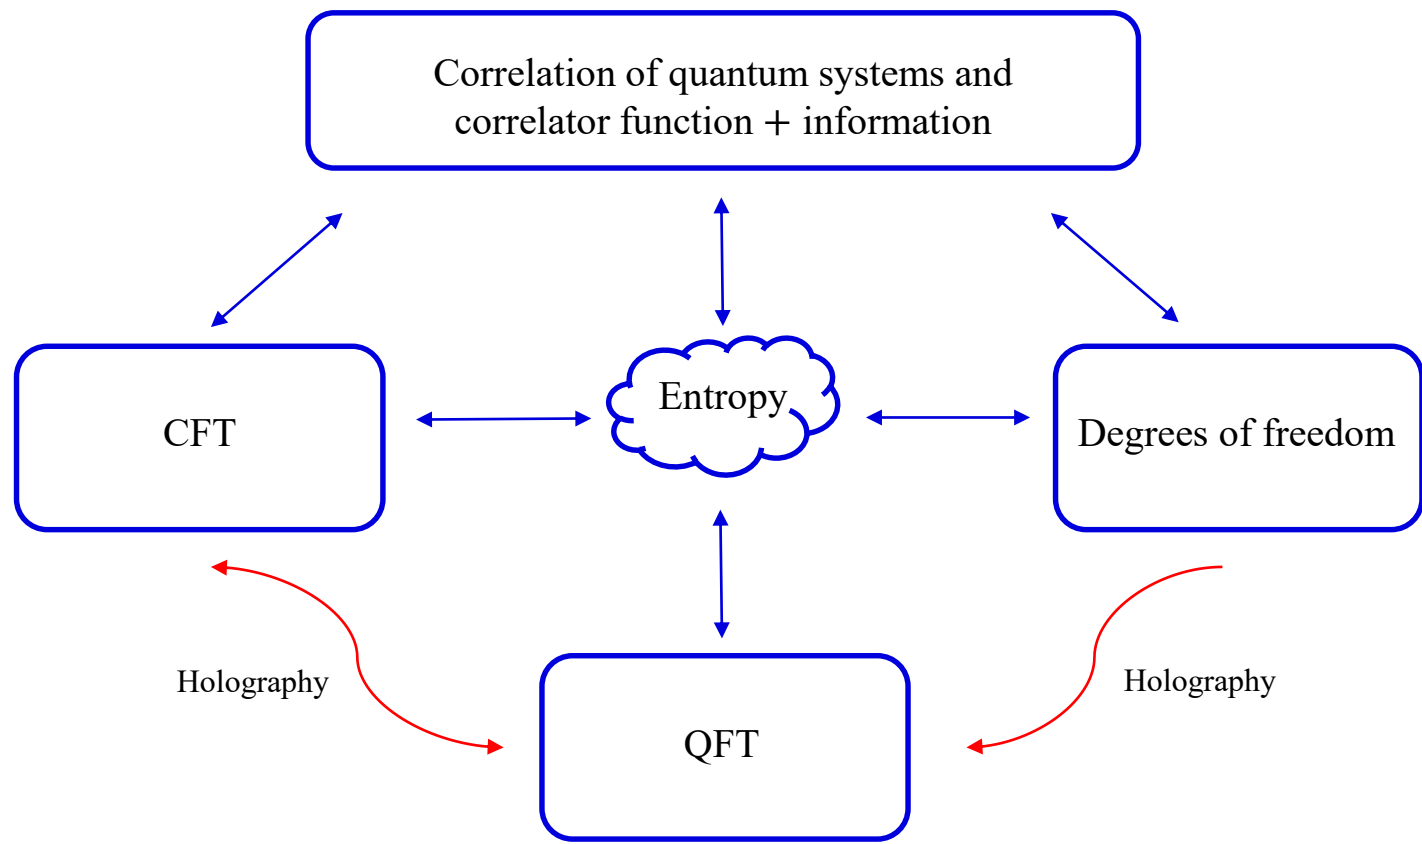 Correlation of quantum systems and
correlator function + information
Entropy
CFT
Degrees of freedom
Holography
Holography
QFT